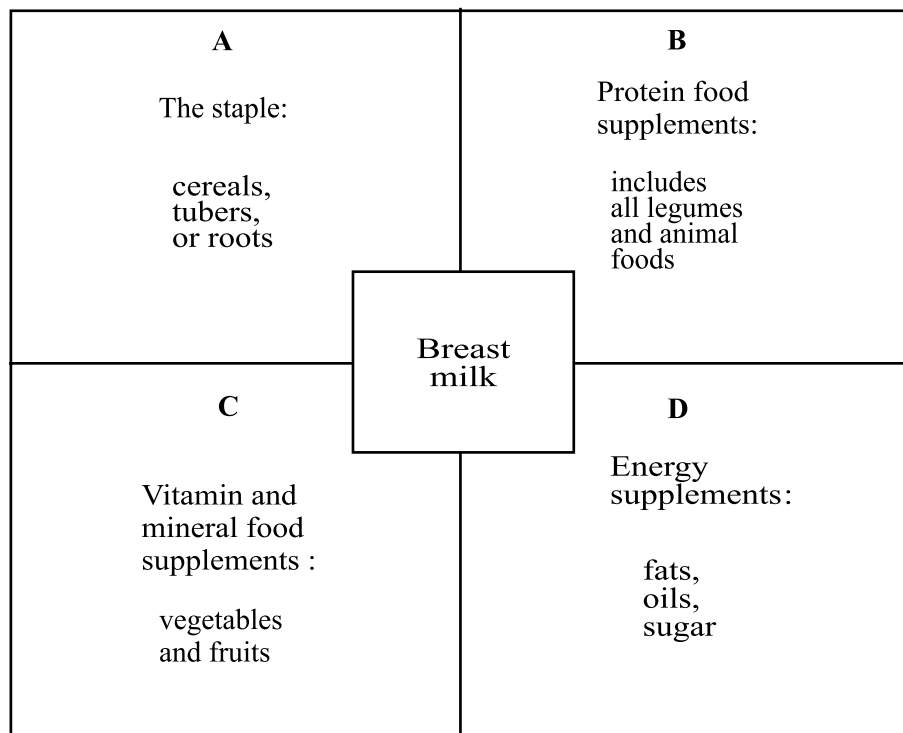 A
The staple:
cereals,
tubers,
or roots
B
Protein food
supplements:
includes
all legumes
and animal
foods
Breast
milk
C
Vitamin and
mineral food
supplements :
vegetables
and fruits
D
Energy
supplements:
fats,
oils,
sugar